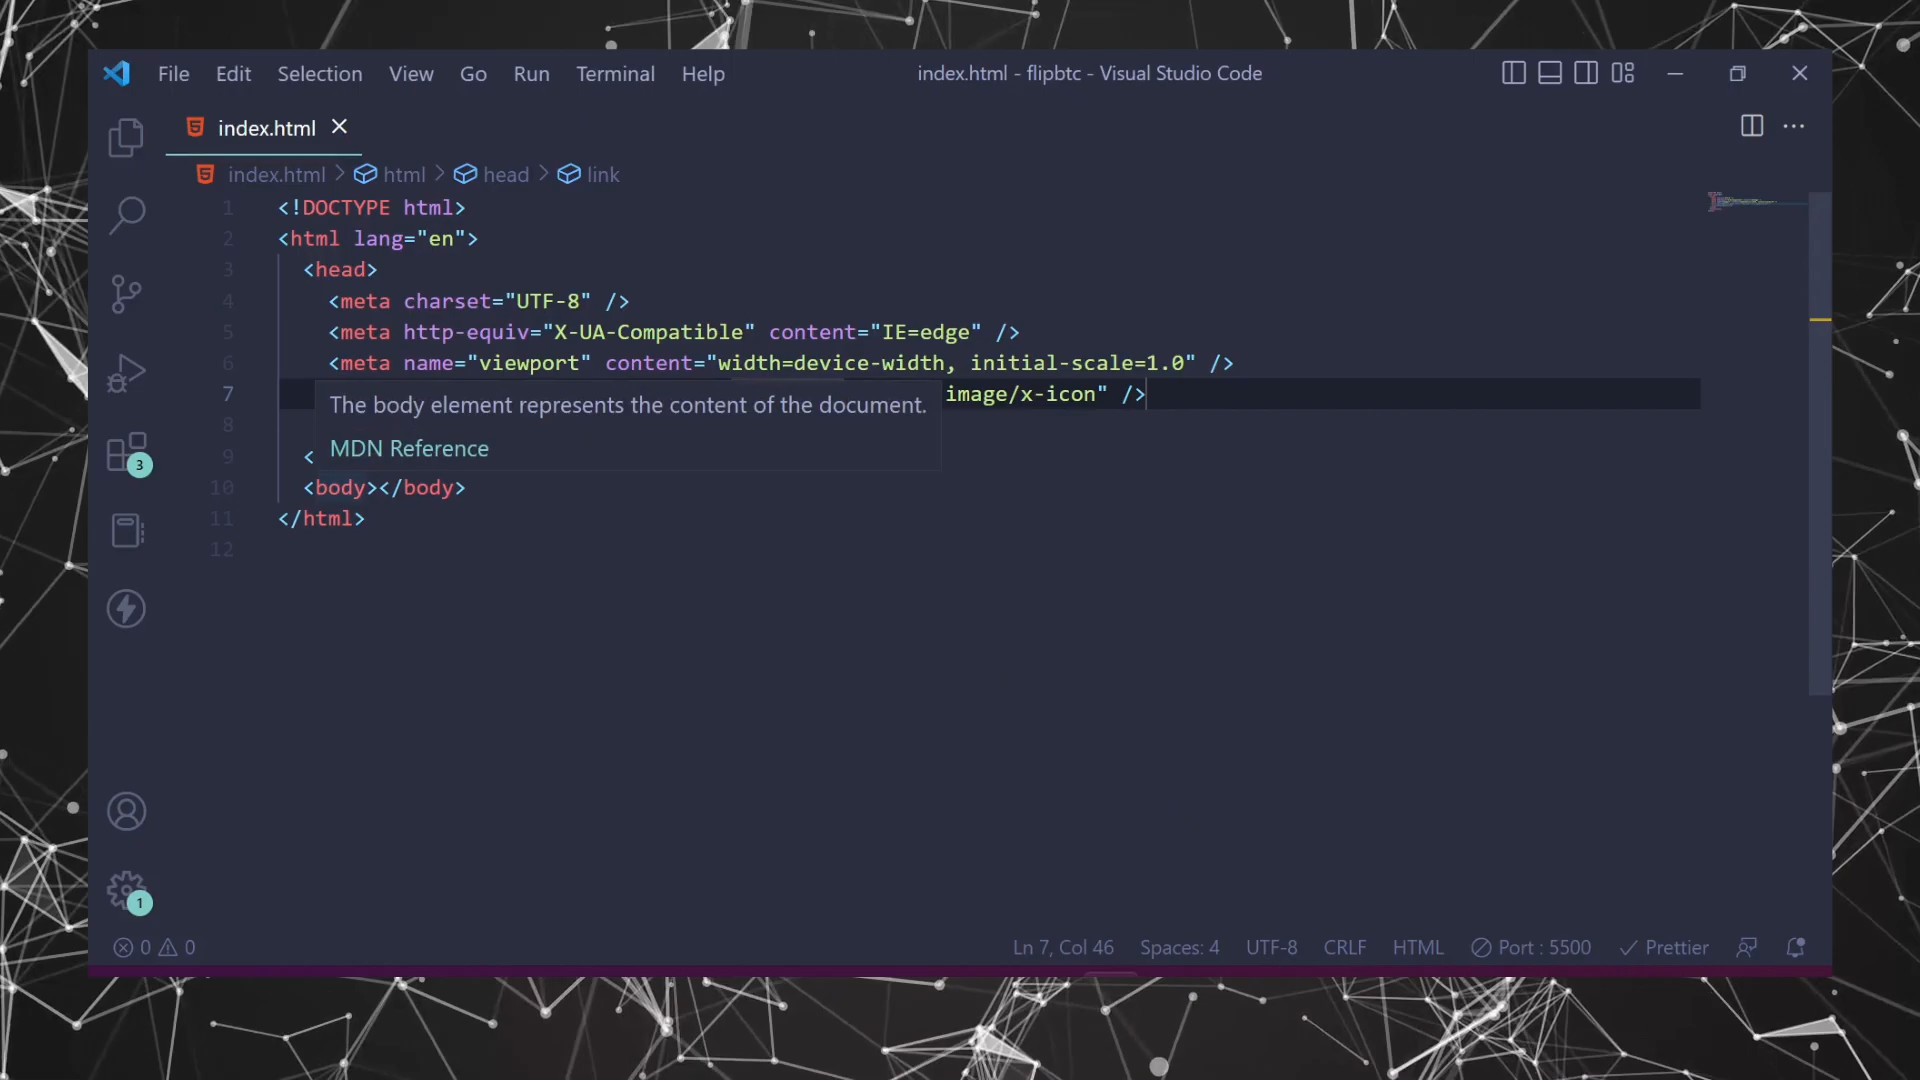 File Edit Selection View Go Run Terminal Help index.html - flipbtc - Visual Studio Code
index.html
index.html > html > head > link
1 <!DOCTYPE html>
2 <html lang="en">
3 <head>
4 <meta charset="UTF-8" />
5 <meta http-equiv="X-UA-Compatible" content="IE=edge" />
6 <meta name="viewport" content="width=device-width, initial-scale=1.0" />
7 image/x-icon" />
The body element represents the content of the document.
8
MDN Reference
9 <
10 <body></body>
11 </html>
12
3
1
0 0 Ln 7, Col 46 Spaces: 4 UTF-8 CRLF HTML Port : 5500 Prettier